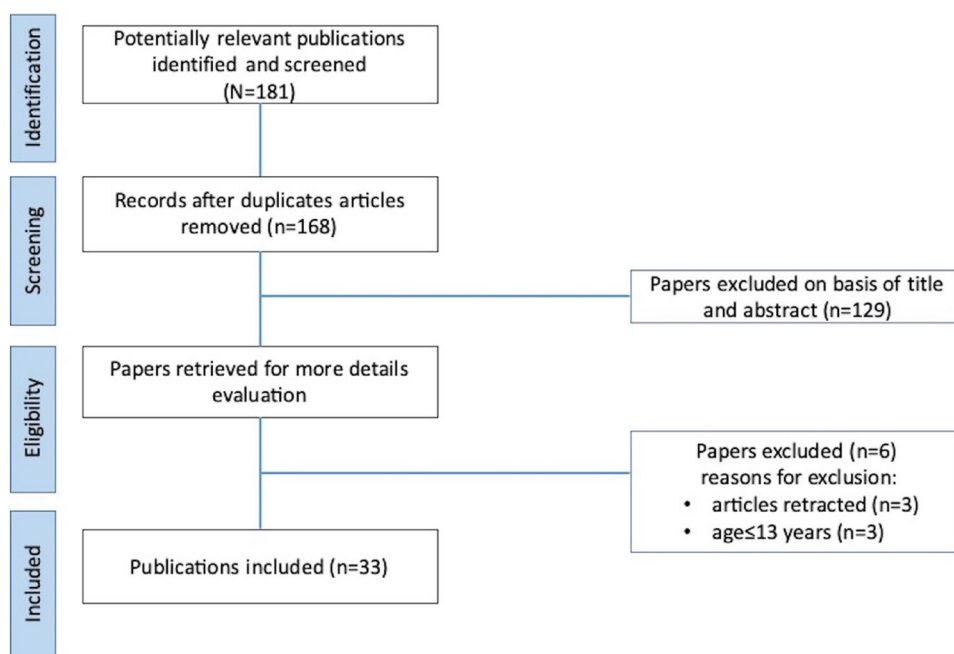 Identification
Potentially relevant publications
identified and screened
(N=181)
Screening
Records after duplicates articles
removed (n=168)
Papers excluded on basis of title
and abstract (n=129)
Eligibility
Papers retrieved for more details
evaluation
Papers excluded (n=6)
reasons for exclusion:
• articles retracted (n=3)
• age≤13 years (n=3)
Included
Publications included (n=33)